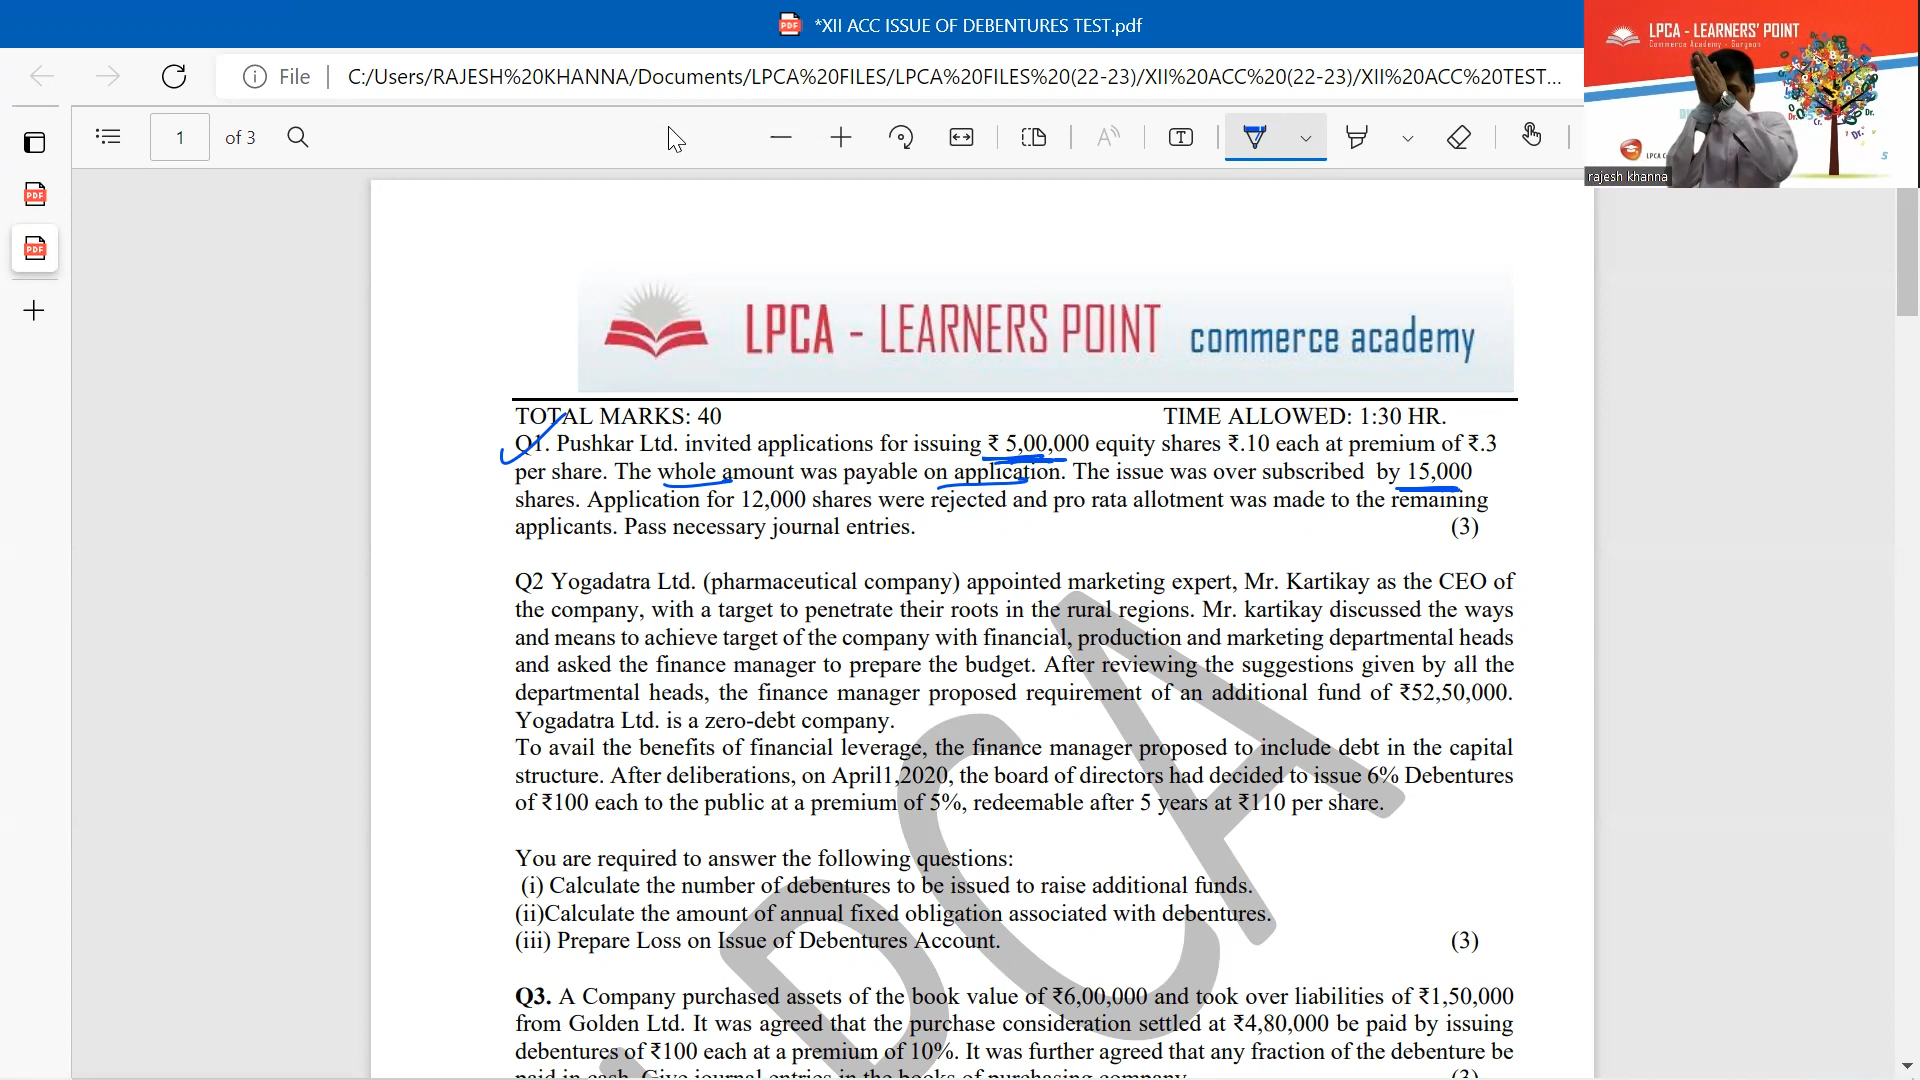 *XII ACC ISSUE OF DEBENTURES TEST.pdf
File
C:/Users/RAJESH%20KHANNA/Documents/LPCA%20FILES/LPCA%20FILES%20(22-23)/XII%20ACC%20(22-23)/XII%20ACC%20TEST...
1 of 3
LPCA - LEARNERS' POINT
Commerce Academy - Gurgaon
rajesh khanna
LPCA - LEARNERS POINT commerce academy
TOTAL MARKS: 40 TIME ALLOWED: 1:30 HR.
Q1. Pushkar Ltd. invited applications for issuing ₹ 5,00,000 equity shares ₹.10 each at premium of ₹.3
per share. The whole amount was payable on application. The issue was over subscribed by 15,000
shares. Application for 12,000 shares were rejected and pro rata allotment was made to the remaining
applicants. Pass necessary journal entries. (3)
Q2 Yogadatra Ltd. (pharmaceutical company) appointed marketing expert, Mr. Kartikay as the CEO of
the company, with a target to penetrate their roots in the rural regions. Mr. kartikay discussed the ways
and means to achieve target of the company with financial, production and marketing departmental heads
and asked the finance manager to prepare the budget. After reviewing the suggestions given by all the
departmental heads, the finance manager proposed requirement of an additional fund of ₹52,50,000.
Yogadatra Ltd. is a zero-debt company.
To avail the benefits of financial leverage, the finance manager proposed to include debt in the capital
structure. After deliberations, on April1,2020, the board of directors had decided to issue 6% Debentures
of ₹100 each to the public at a premium of 5%, redeemable after 5 years at ₹110 per share.
You are required to answer the following questions:
(i) Calculate the number of debentures to be issued to raise additional funds.
(ii)Calculate the amount of annual fixed obligation associated with debentures.
(iii) Prepare Loss on Issue of Debentures Account. (3)
Q3. A Company purchased assets of the book value of ₹6,00,000 and took over liabilities of ₹1,50,000
from Golden Ltd. It was agreed that the purchase consideration settled at ₹4,80,000 be paid by issuing
debentures of ₹100 each at a premium of 10%. It was further agreed that any fraction of the debenture be
paid in cash. Give journal entries in the books of purchasing company. (3)